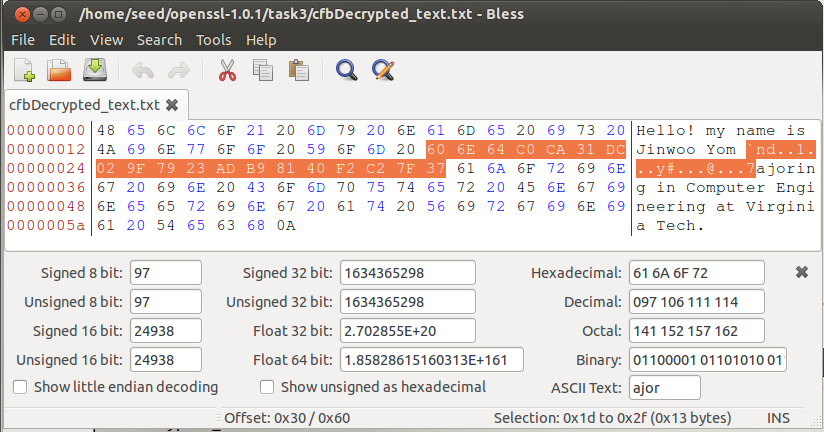 /home/seed/openssl-1.0.1/task3/cfbDecrypted_text.txt - Bless
File Edit View Search Tools Help
cfbDecrypted_text.txt
00000000 48 65 6C 6C 6F 21 20 6D 79 20 6E 61 6D 65 20 69 73 20 Hello! my name is
00000012 4A 69 6E 77 6F 6F 20 59 6F 6D 20 60 6E 64 C0 CA 31 DC Jinwoo Yom `nd..1.
00000024 02 9F 79 23 AD B9 81 40 F2 C2 7F 37 61 6A 6F 72 69 6E ..y#...@...7ajorin
00000036 67 20 69 6E 20 43 6F 6D 70 75 74 65 72 20 45 6E 67 69 g in Computer Engi
00000048 6E 65 65 72 69 6E 67 20 61 74 20 56 69 72 67 69 6E 69 neering at Virgini
0000005a 61 20 54 65 63 68 0A a Tech.
Signed 8 bit: 97 Signed 32 bit: 1634365298 Hexadecimal: 61 6A 6F 72
Unsigned 8 bit: 97 Unsigned 32 bit: 1634365298 Decimal: 097 106 111 114
Signed 16 bit: 24938 Float 32 bit: 2.702855E+20 Octal: 141 152 157 162
Unsigned 16 bit: 24938 Float 64 bit: 1.85828615160313E+161 Binary: 01100001 01101010 011
Show little endian decoding Show unsigned as hexadecimal ASCII Text: ajor
Offset: 0x30 / 0x60 Selection: 0x1d to 0x2f (0x13 bytes) INS